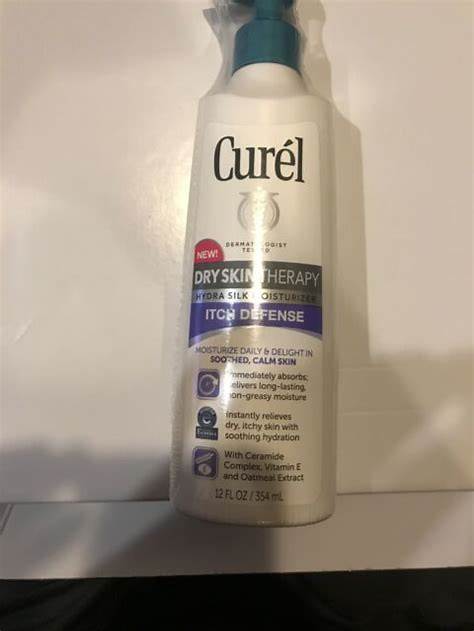 Curél
DERMATOLOGIST
TESTED
NEW!
DRY SKIN THERAPY
HYDRA SILK MOISTURIZER
ITCH DEFENSE
MOISTURIZE DAILY & DELIGHT IN
SOOTHED, CALM SKIN
Immediately absorbs;
delivers long-lasting,
non-greasy moisture
Instantly relieves
dry, itchy skin with
soothing hydration
With Ceramide
Complex, Vitamin E
and Oatmeal Extract
12 FL OZ / 354 mL